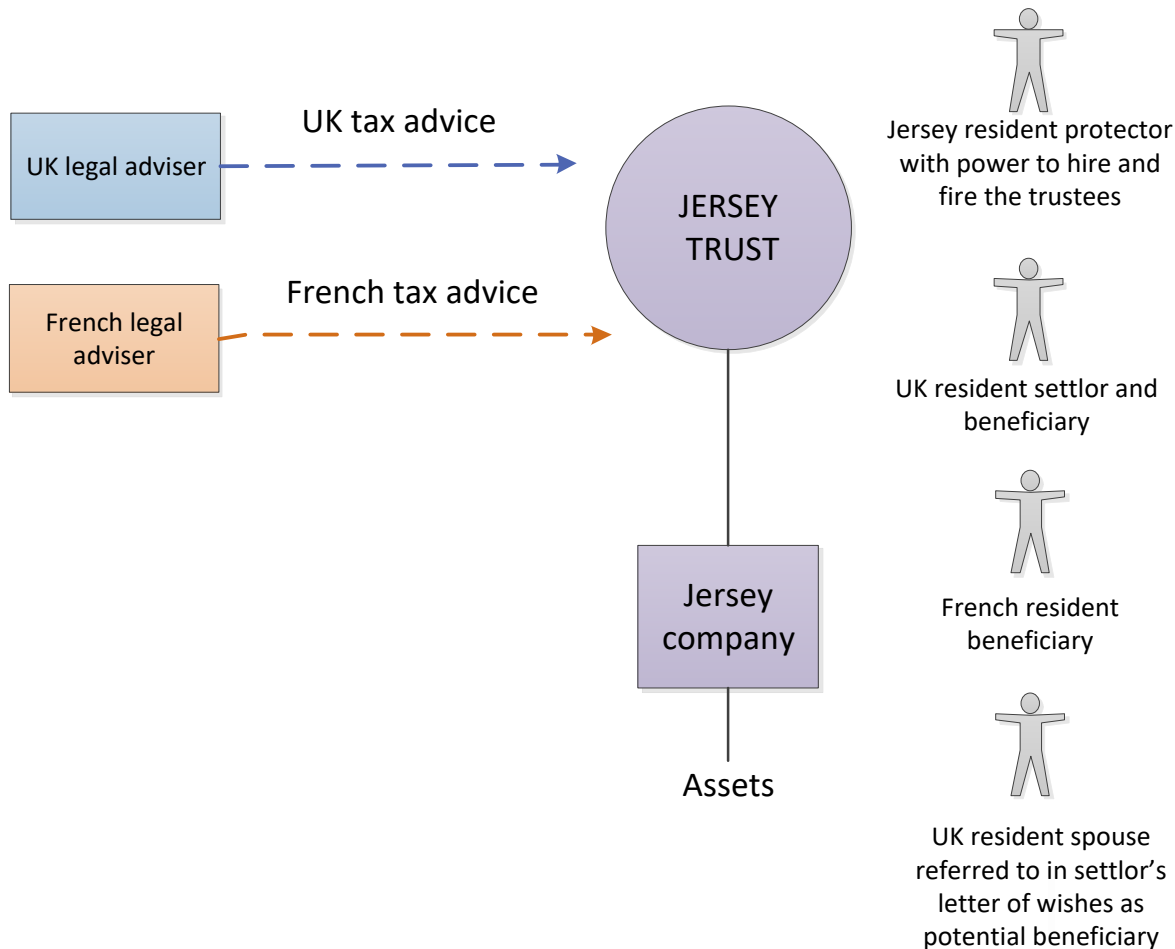 UK legal adviser
UK tax advice
French legal
adviser
French tax advice
JERSEY
TRUST
Jersey
company
Assets
Jersey resident protector
with power to hire and
fire the trustees
UK resident settlor and
beneficiary
French resident
beneficiary
UK resident spouse
referred to in settlor’s
letter of wishes as
potential beneficiary